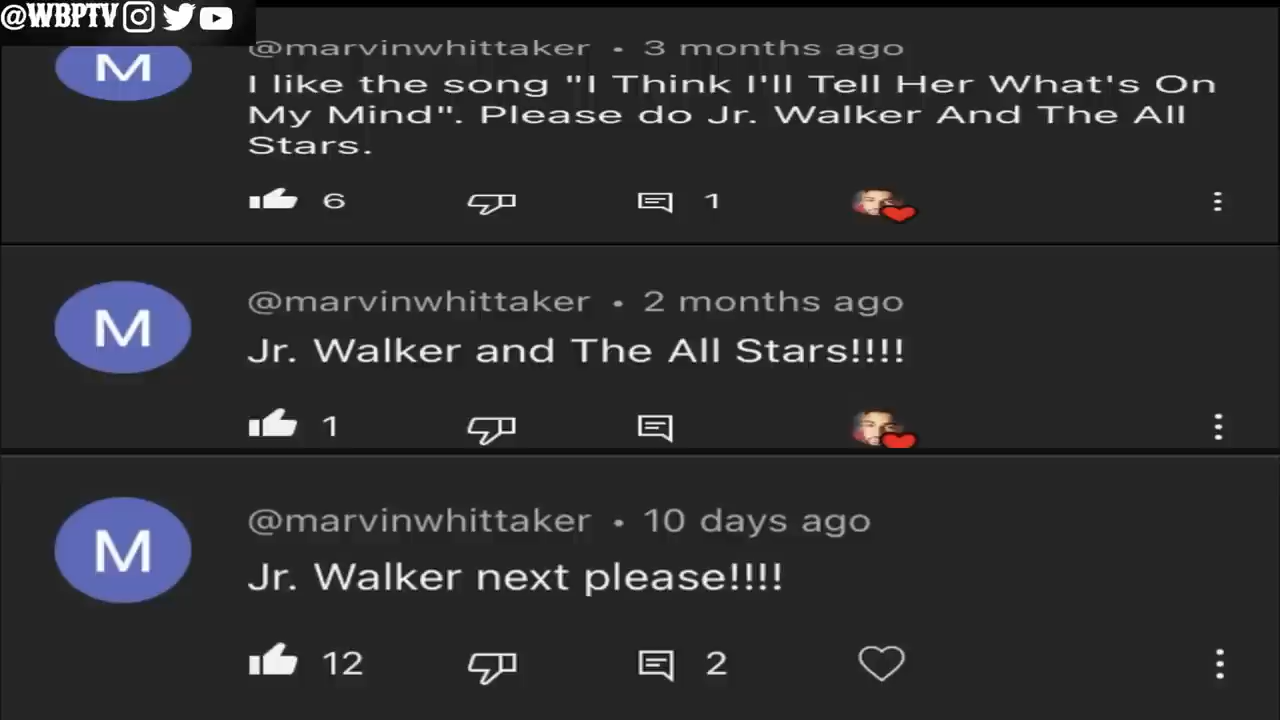 @WBPTV
@marvinwhittaker • 3 months ago
M
I like the song "I Think I'll Tell Her What's On
My Mind". Please do Jr. Walker And The All
Stars.
6
1
@marvinwhittaker • 2 months ago
M
Jr. Walker and The All Stars!!!!
1
@marvinwhittaker • 10 days ago
M
Jr. Walker next please!!!!
12
2